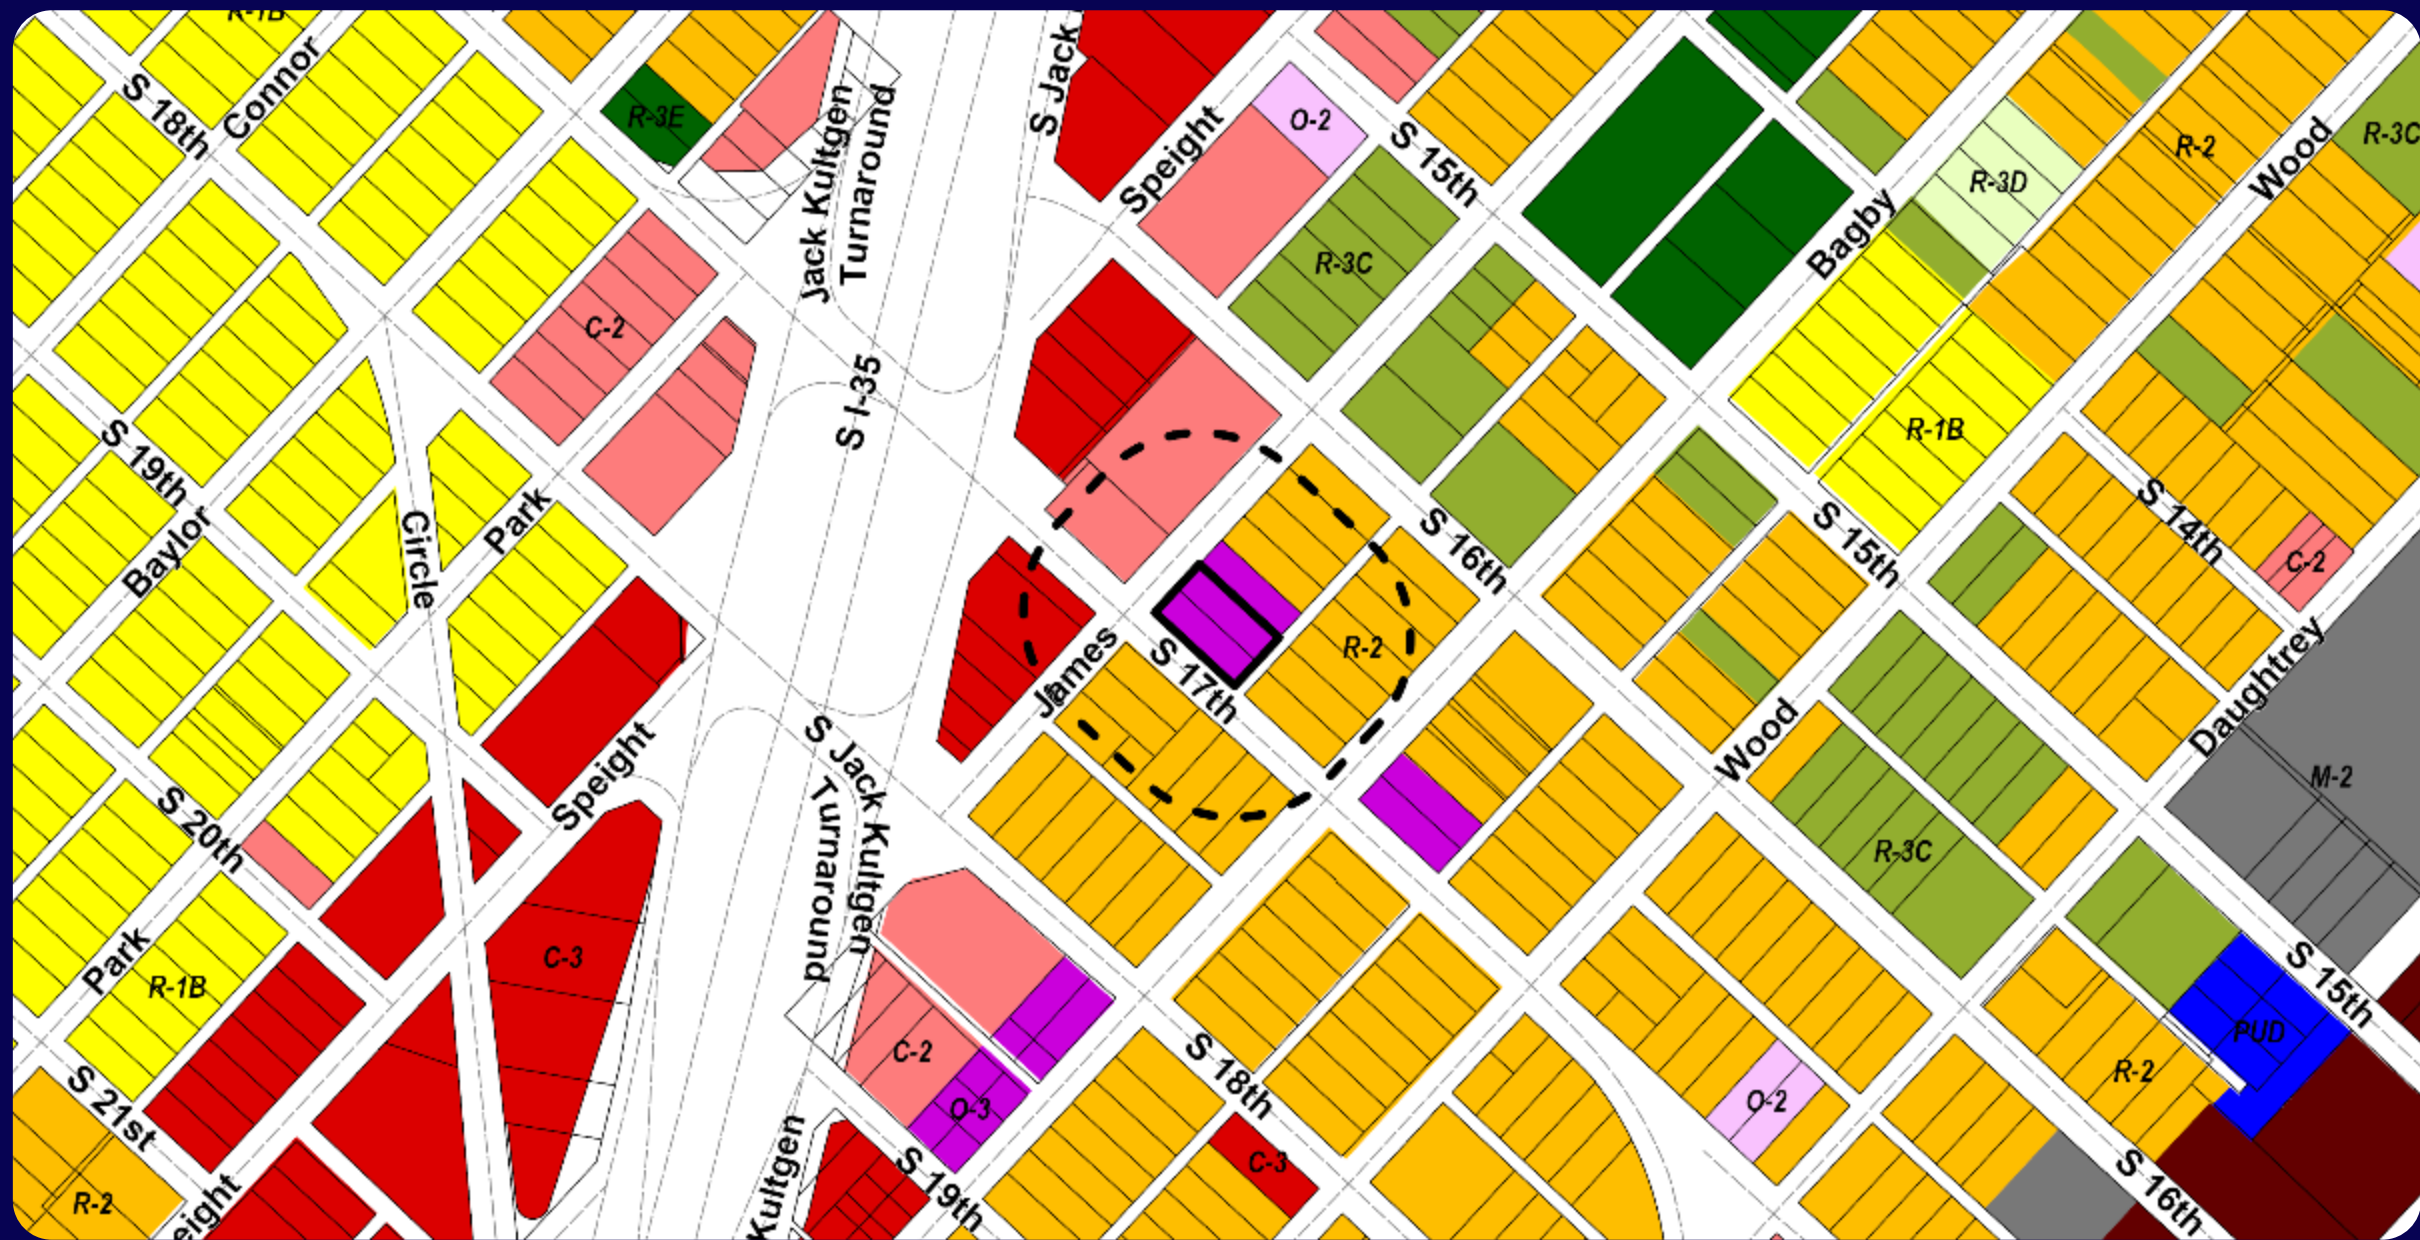 R-1B
Connor
S 18th
R-3E
Jack Kultgen
Turnaround
S Jack
Speight
O-2
S 15th
R-3C
R-3D
Bagby
R-2
Wood
R-3C
C-2
S I-35
S 19th
Baylor
Circle
Park
R-1B
S 16th
S 15th
S 14th
C-2
James
S 17th
R-2
Daughtrey
Wood
S Jack Kultgen
Turnaround
Speight
S 20th
M-2
R-3C
Park
R-1B
C-3
S 15th
PUD
R-2
C-2
O-3
S 18th
O-2
S 21st
C-3
Kultgen
S 19th
S 16th
R-2
eight